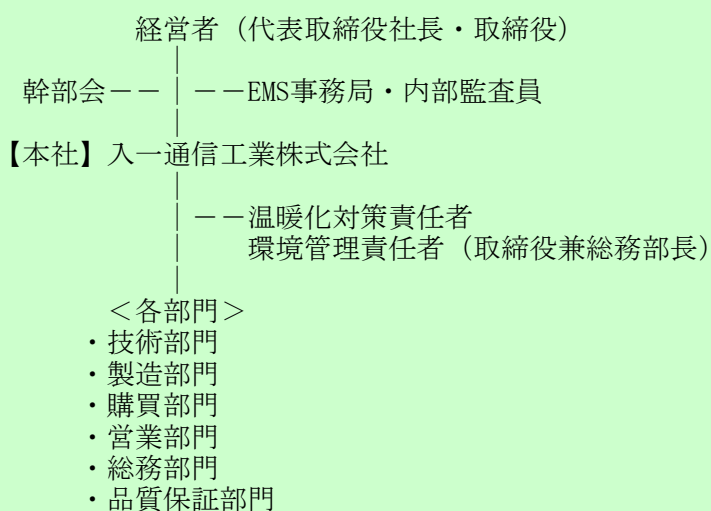 経営者（代表取締役社長・取締役）
｜
幹部会－－｜－－EMS事務局・内部監査員
｜
【本社】入一通信工業株式会社
｜
｜－－温暖化対策責任者
｜　　環境管理責任者（取締役兼総務部長）
｜
＜各部門＞
・技術部門
・製造部門
・購買部門
・営業部門
・総務部門
・品質保証部門